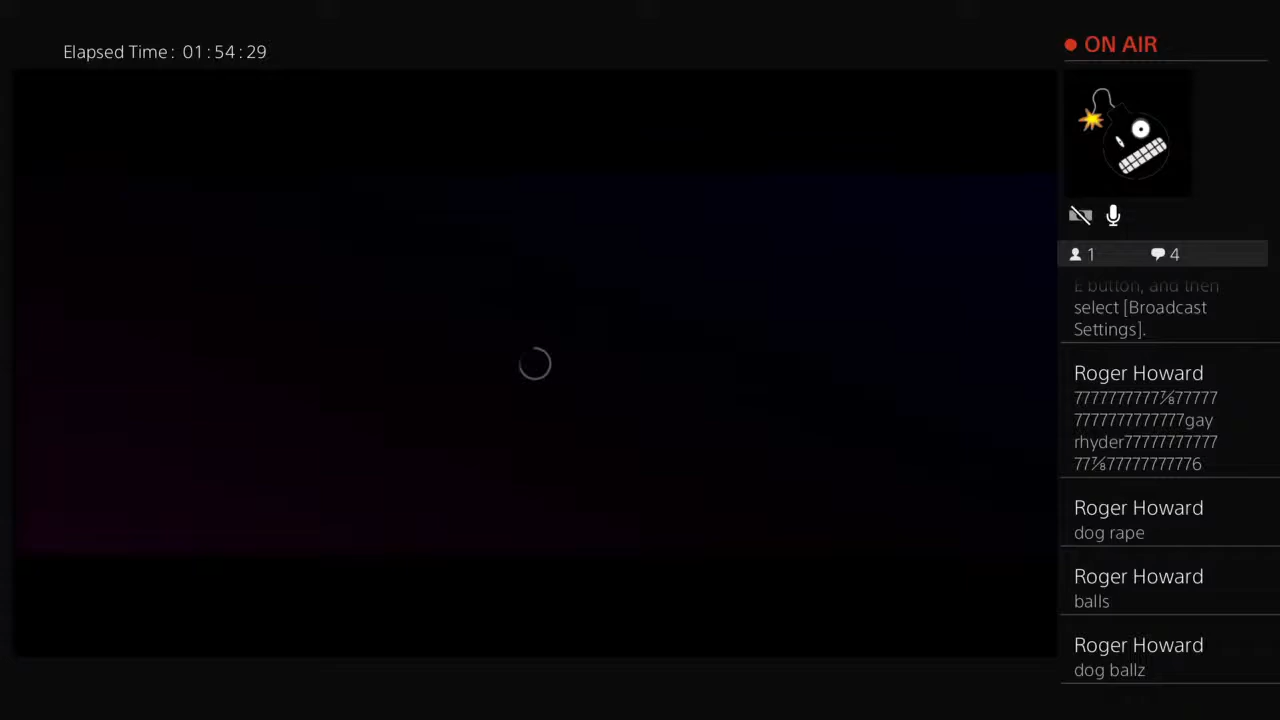 Elapsed Time: 01:54:29
ON AIR
1 4
E button, and then
select [Broadcast
Settings].
Roger Howard
7777777777⅞77777
7777777777777gay
rhyder77777777777
77⅞77777777776
Roger Howard
dog rape
Roger Howard
balls
Roger Howard
dog ballz